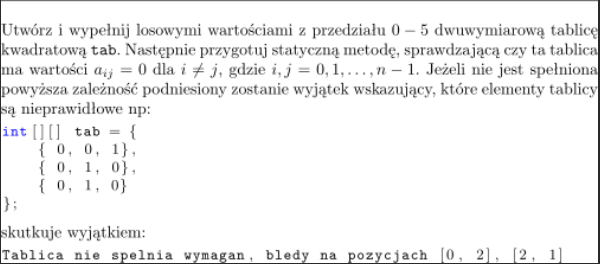 Utwórz i wypełnij losowymi wartościami z przedziału 0 − 5 dwuwymiarową tablicę
kwadratową tab. Następnie przygotuj statyczną metodę, sprawdzającą czy ta tablica
ma wartości a_{ij} = 0 dla i ≠ j, gdzie i, j = 0, 1, . . . , n − 1. Jeżeli nie jest spełniona
powyższa zależność podniesiony zostanie wyjątek wskazujący, które elementy tablicy
są nieprawidłowe np:
int [][] tab = {
{ 0, 0, 1},
{ 0, 1, 0},
{ 0, 1, 0}
};
skutkuje wyjątkiem:
Tablica nie spelnia wymagan, bledy na pozycjach [0, 2], [2, 1]